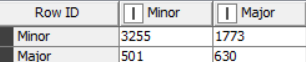 Row ID I Minor I Major
Minor 3255 1773
Major 501 630